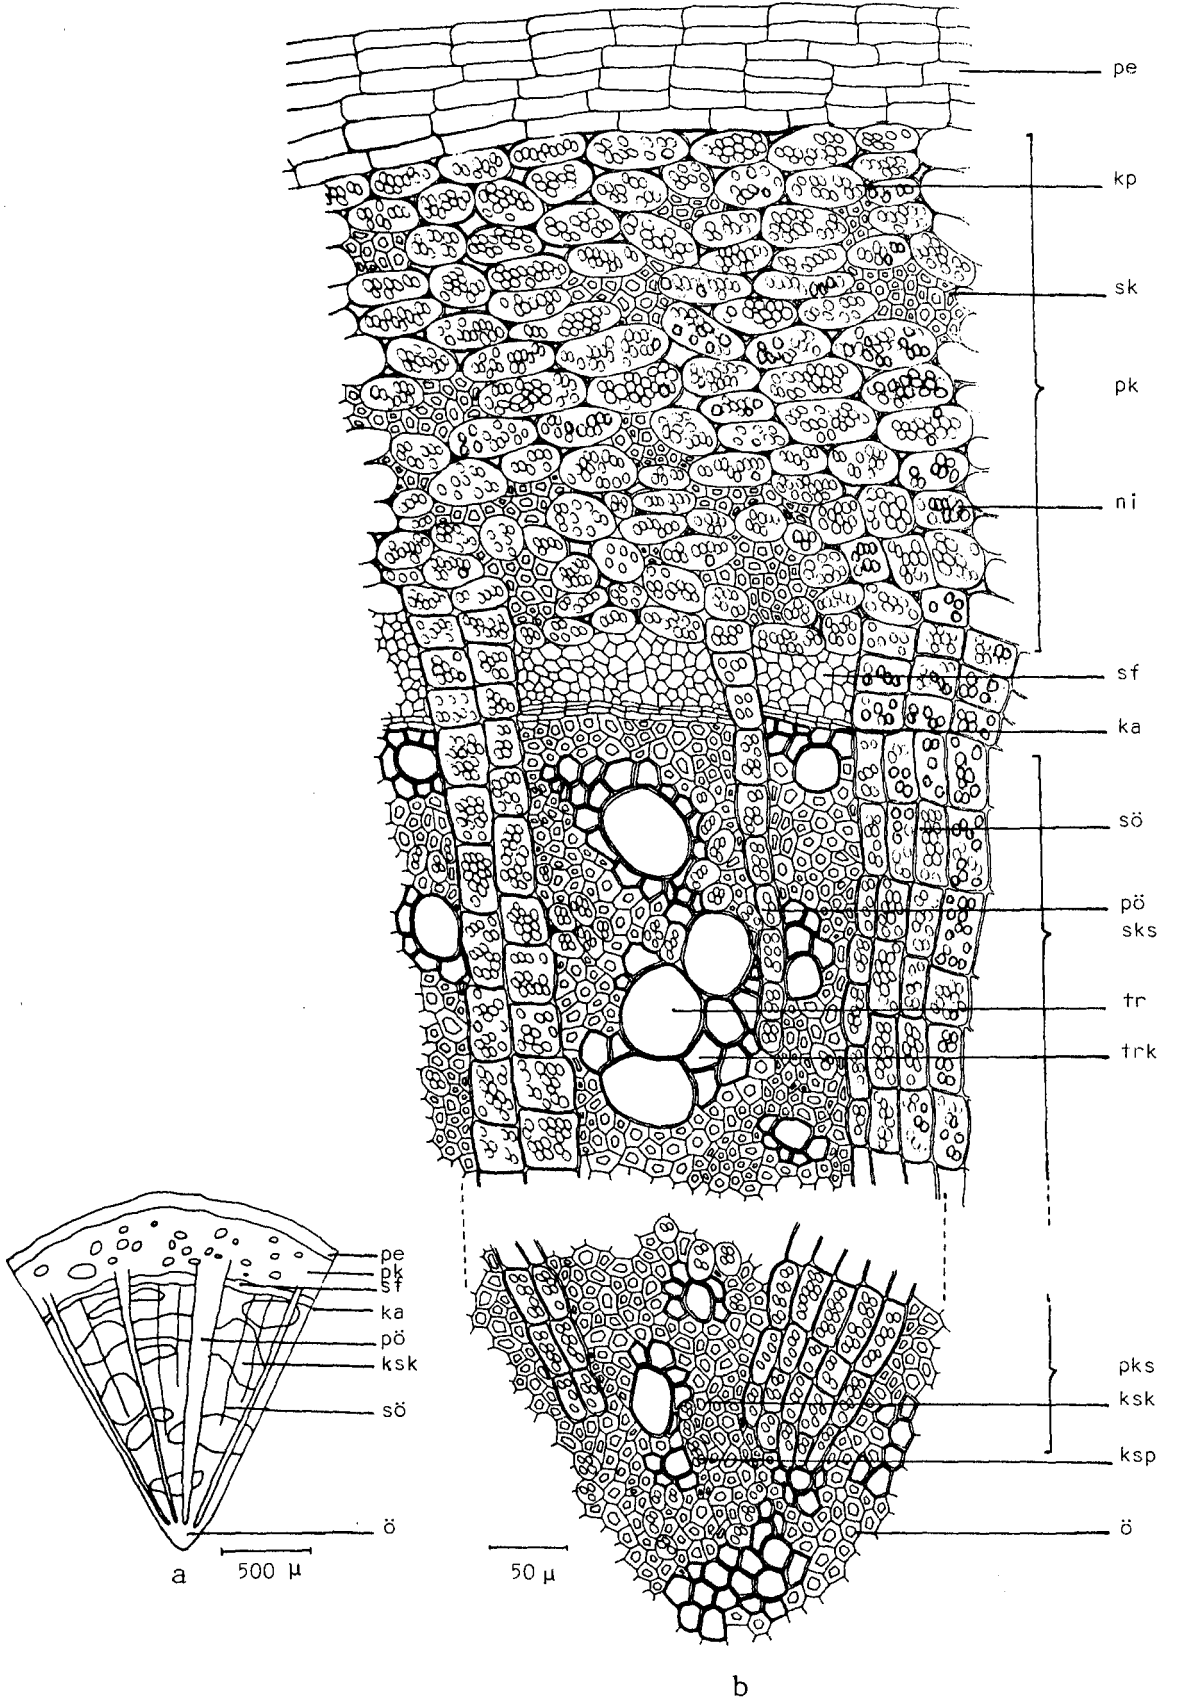 pe
kp
sk
pk
ni
sf
ka
sö
pö
sks
tr
trk
pe
pk
sf
ka
pö
ksk
sö
ö
500 µ
a
pks
ksk
ksp
ö
50 µ
b